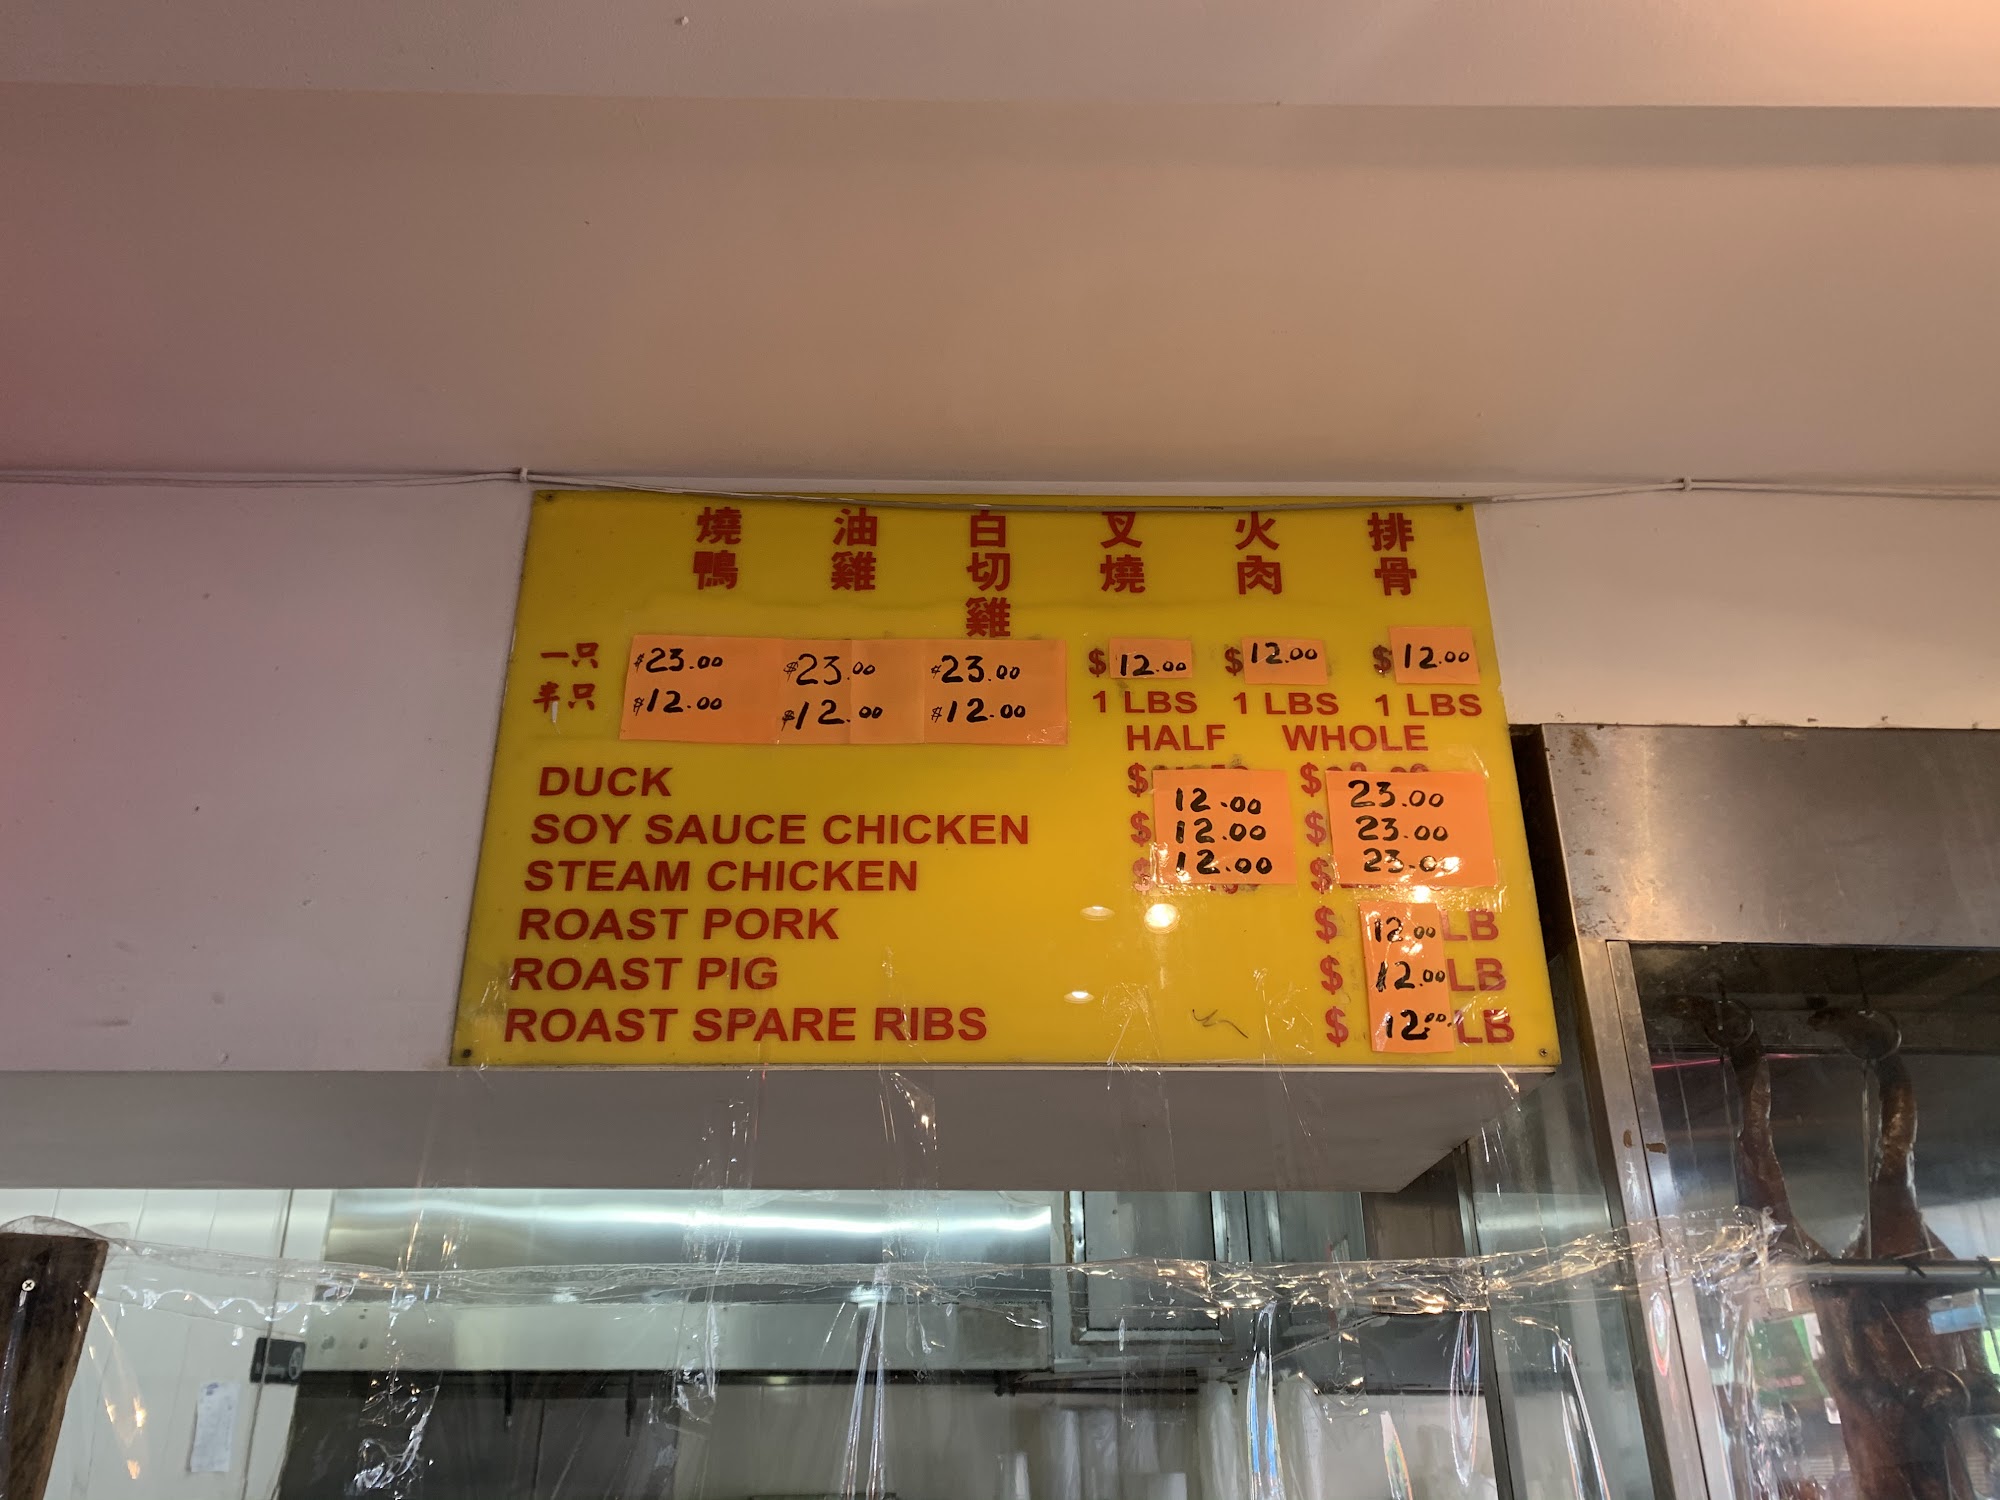 燒鴨 油雞 白切雞 叉燒 火肉 排骨
一只 $23.00 $23.00 $23.00 $12.00 $12.00 $12.00
半只 $12.00 $12.00 $12.00 1 LBS 1 LBS 1 LBS
HALF WHOLE
DUCK $12.00 $23.00
SOY SAUCE CHICKEN $12.00 $23.00
STEAM CHICKEN $12.00 $23.00
ROAST PORK $12.00 LB
ROAST PIG $12.00 LB
ROAST SPARE RIBS $12.00 LB